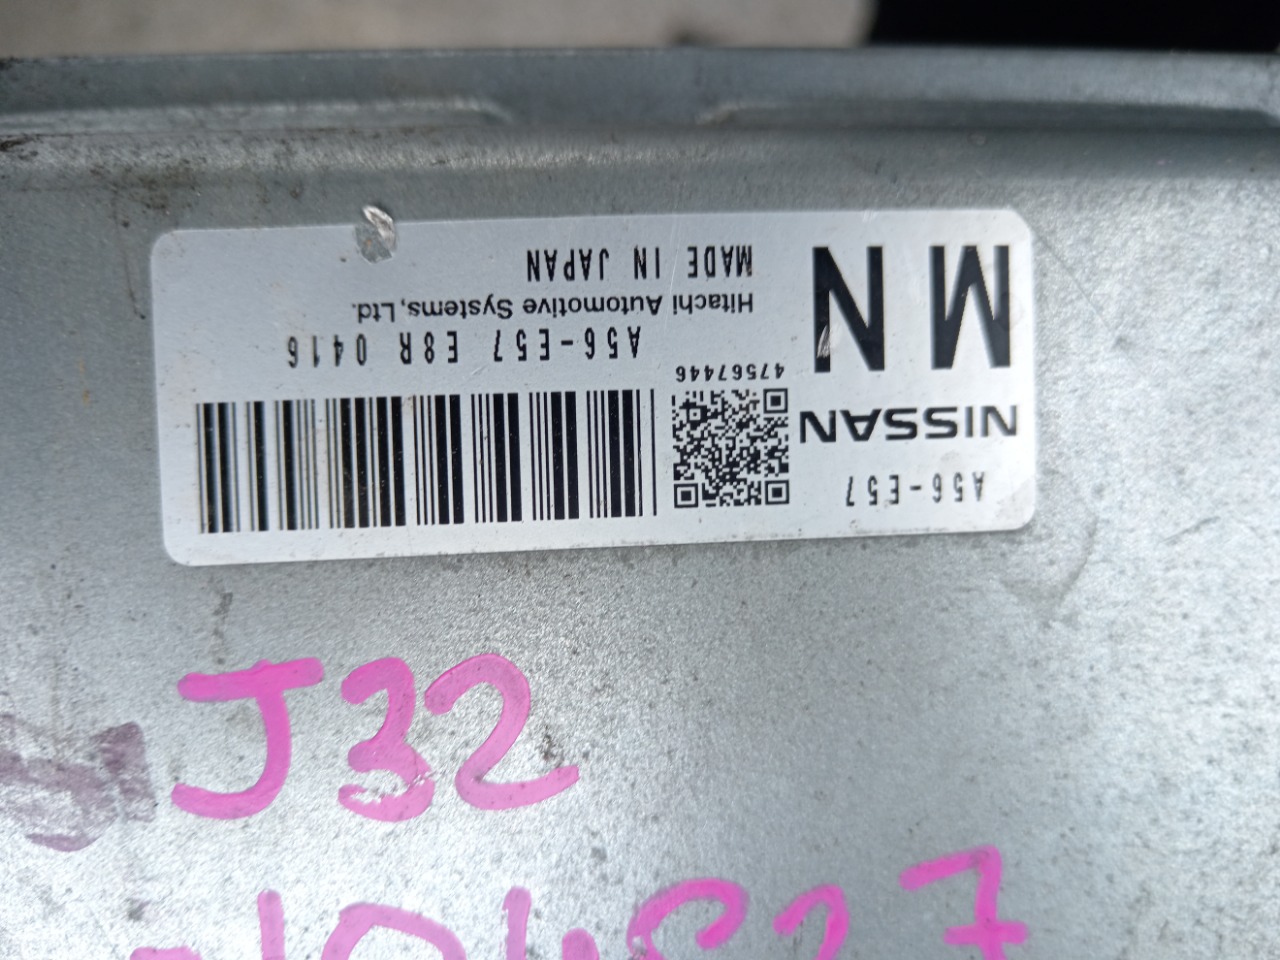 A56-E57
NISSAN
MN
47567446
A56-E57 E8R 0416
Hitachi Automotive Systems, Ltd.
MADE IN JAPAN
J32